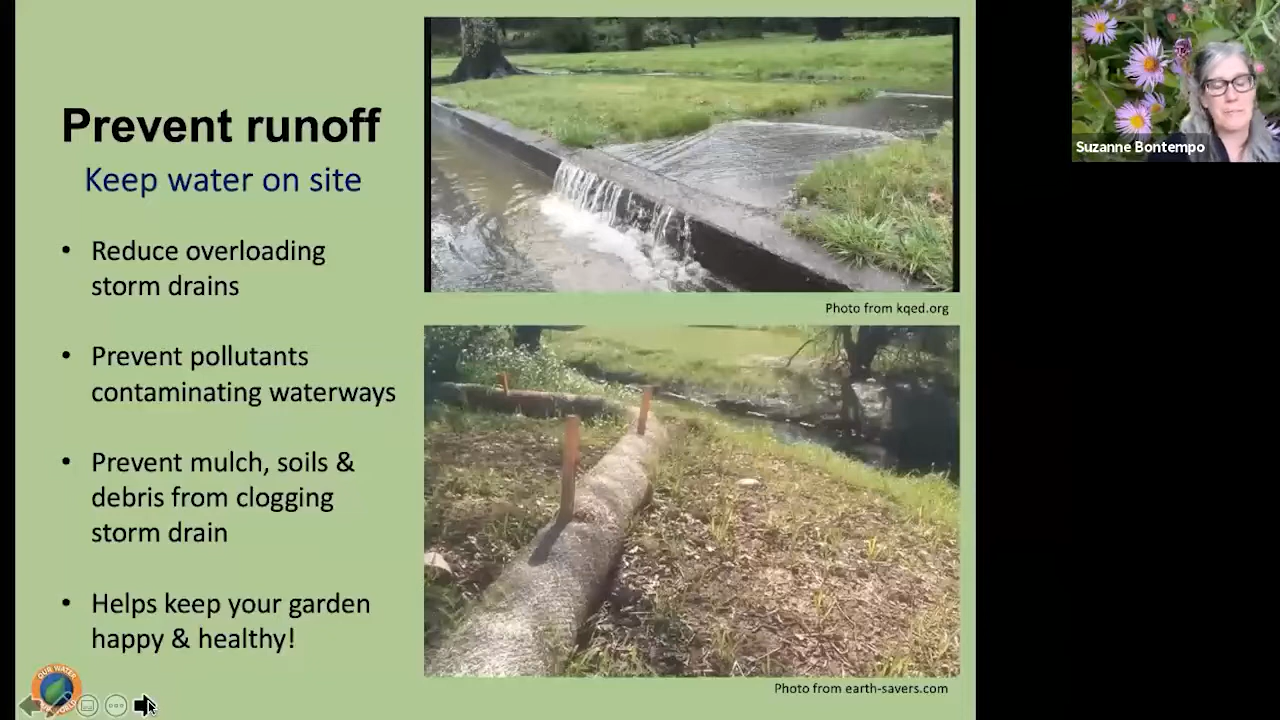 Prevent runoff
Keep water on site
• Reduce overloading
storm drains
• Prevent pollutants
contaminating waterways
• Prevent mulch, soils &
debris from clogging
storm drain
• Helps keep your garden
happy & healthy!
Photo from kqed.org
Photo from earth-savers.com
Suzanne Bontempo
OUR WATER